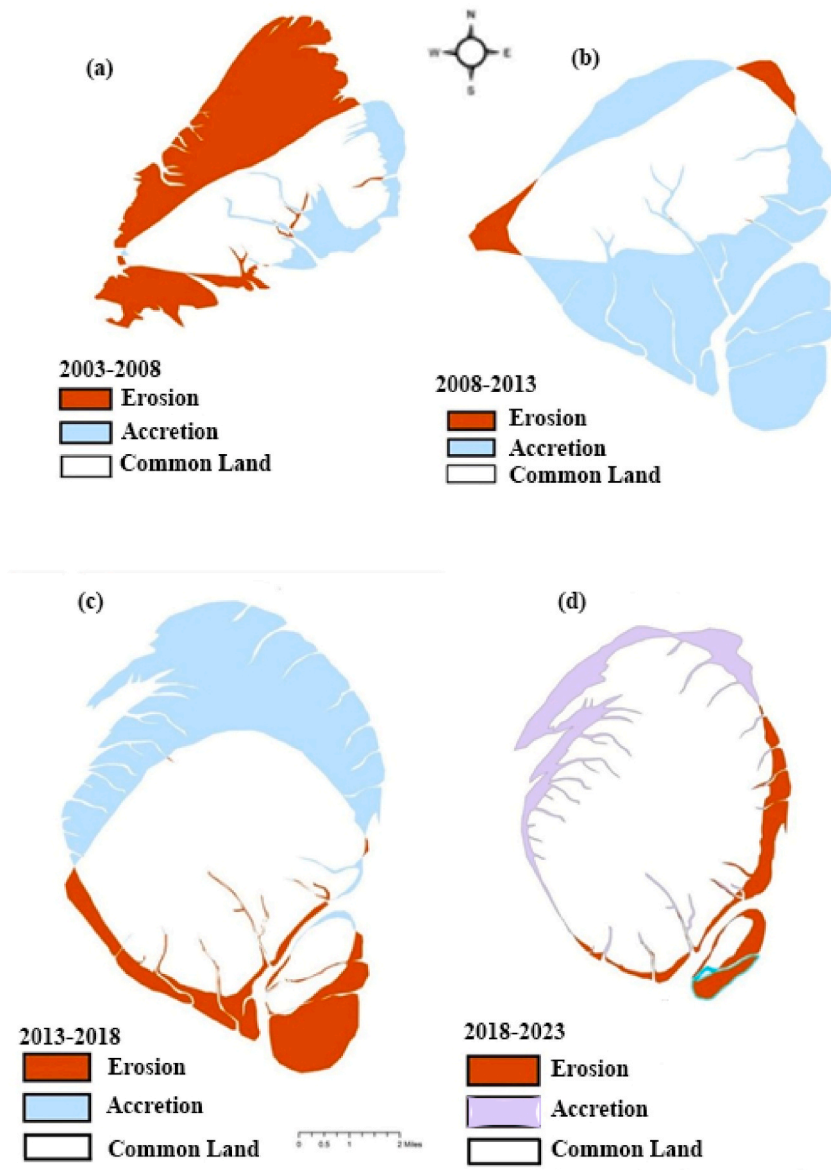 (a)
N
W E
S
(b)
2003-2008
Erosion
Accretion
Common Land
2008-2013
Erosion
Accretion
Common Land
(c)
(d)
2013-2018
Erosion
Accretion
Common Land
0 0.5 1 2 Miles
2018-2023
Erosion
Accretion
Common Land